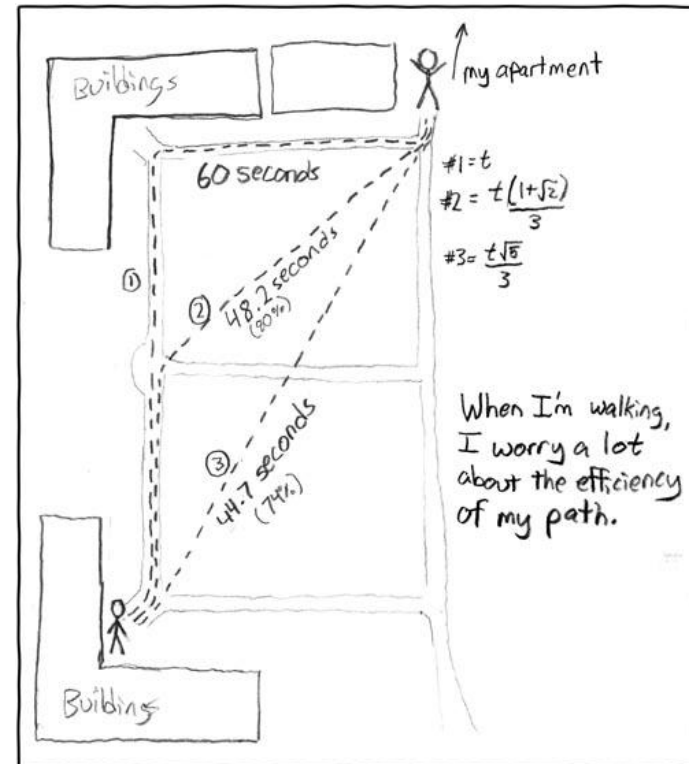 Buildings
my apartment
60 seconds
#1=t
#2 = t(1+√2)
3
#3= t√5
3
①
②
48.2 seconds
(80%)
③
44.7 seconds
(74%)
When I'm walking,
I worry a lot
about the efficiency
of my path.
Buildings